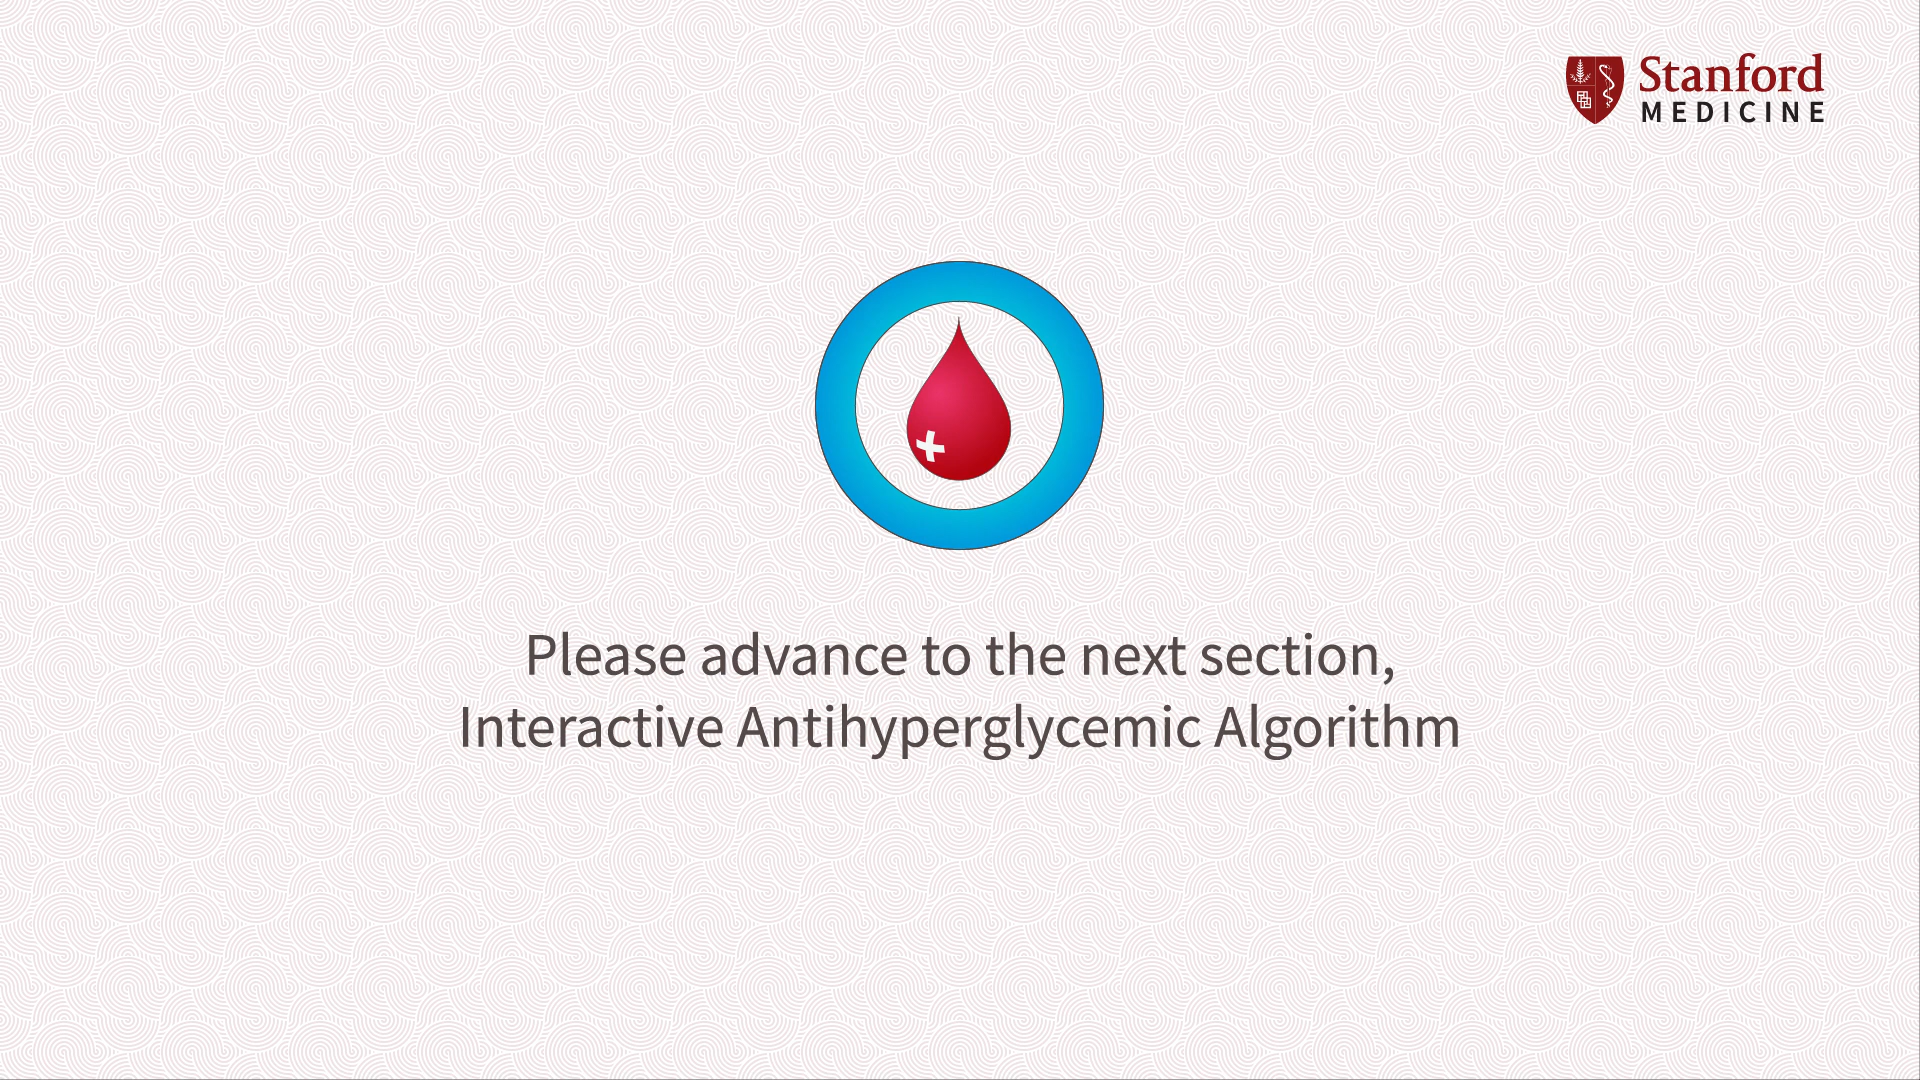 Stanford
MEDICINE
Please advance to the next section,
Interactive Antihyperglycemic Algorithm